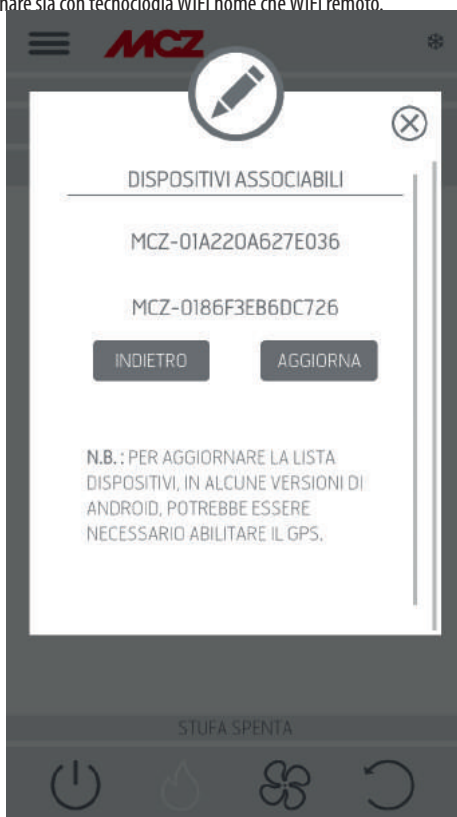 nare sia con tecnoclogia WiFi home che WiFi remoto.
MCZ
DISPOSITIVI ASSOCIABILI
MCZ-01A220A627E036
MCZ-0186F3EB6DC726
INDIETRO AGGIORNA
N.B. : PER AGGIORNARE LA LISTA
DISPOSITIVI, IN ALCUNE VERSIONI DI
ANDROID, POTREBBE ESSERE
NECESSARIO ABILITARE IL GPS.
STUFA SPENTA